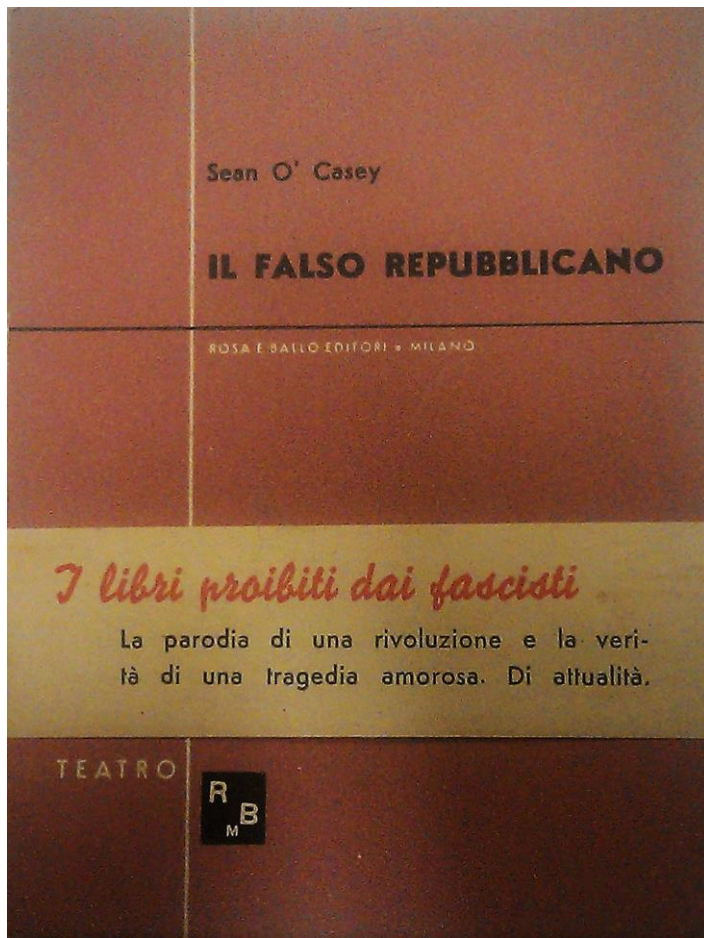 Sean O' Casey
IL FALSO REPUBBLICANO
ROSA E BALLO EDITORI • MILANO
I libri proibiti dai fascisti
La parodia di una rivoluzione e la veri-
tà di una tragedia amorosa. Di attualità.
TEATRO
R
B
M